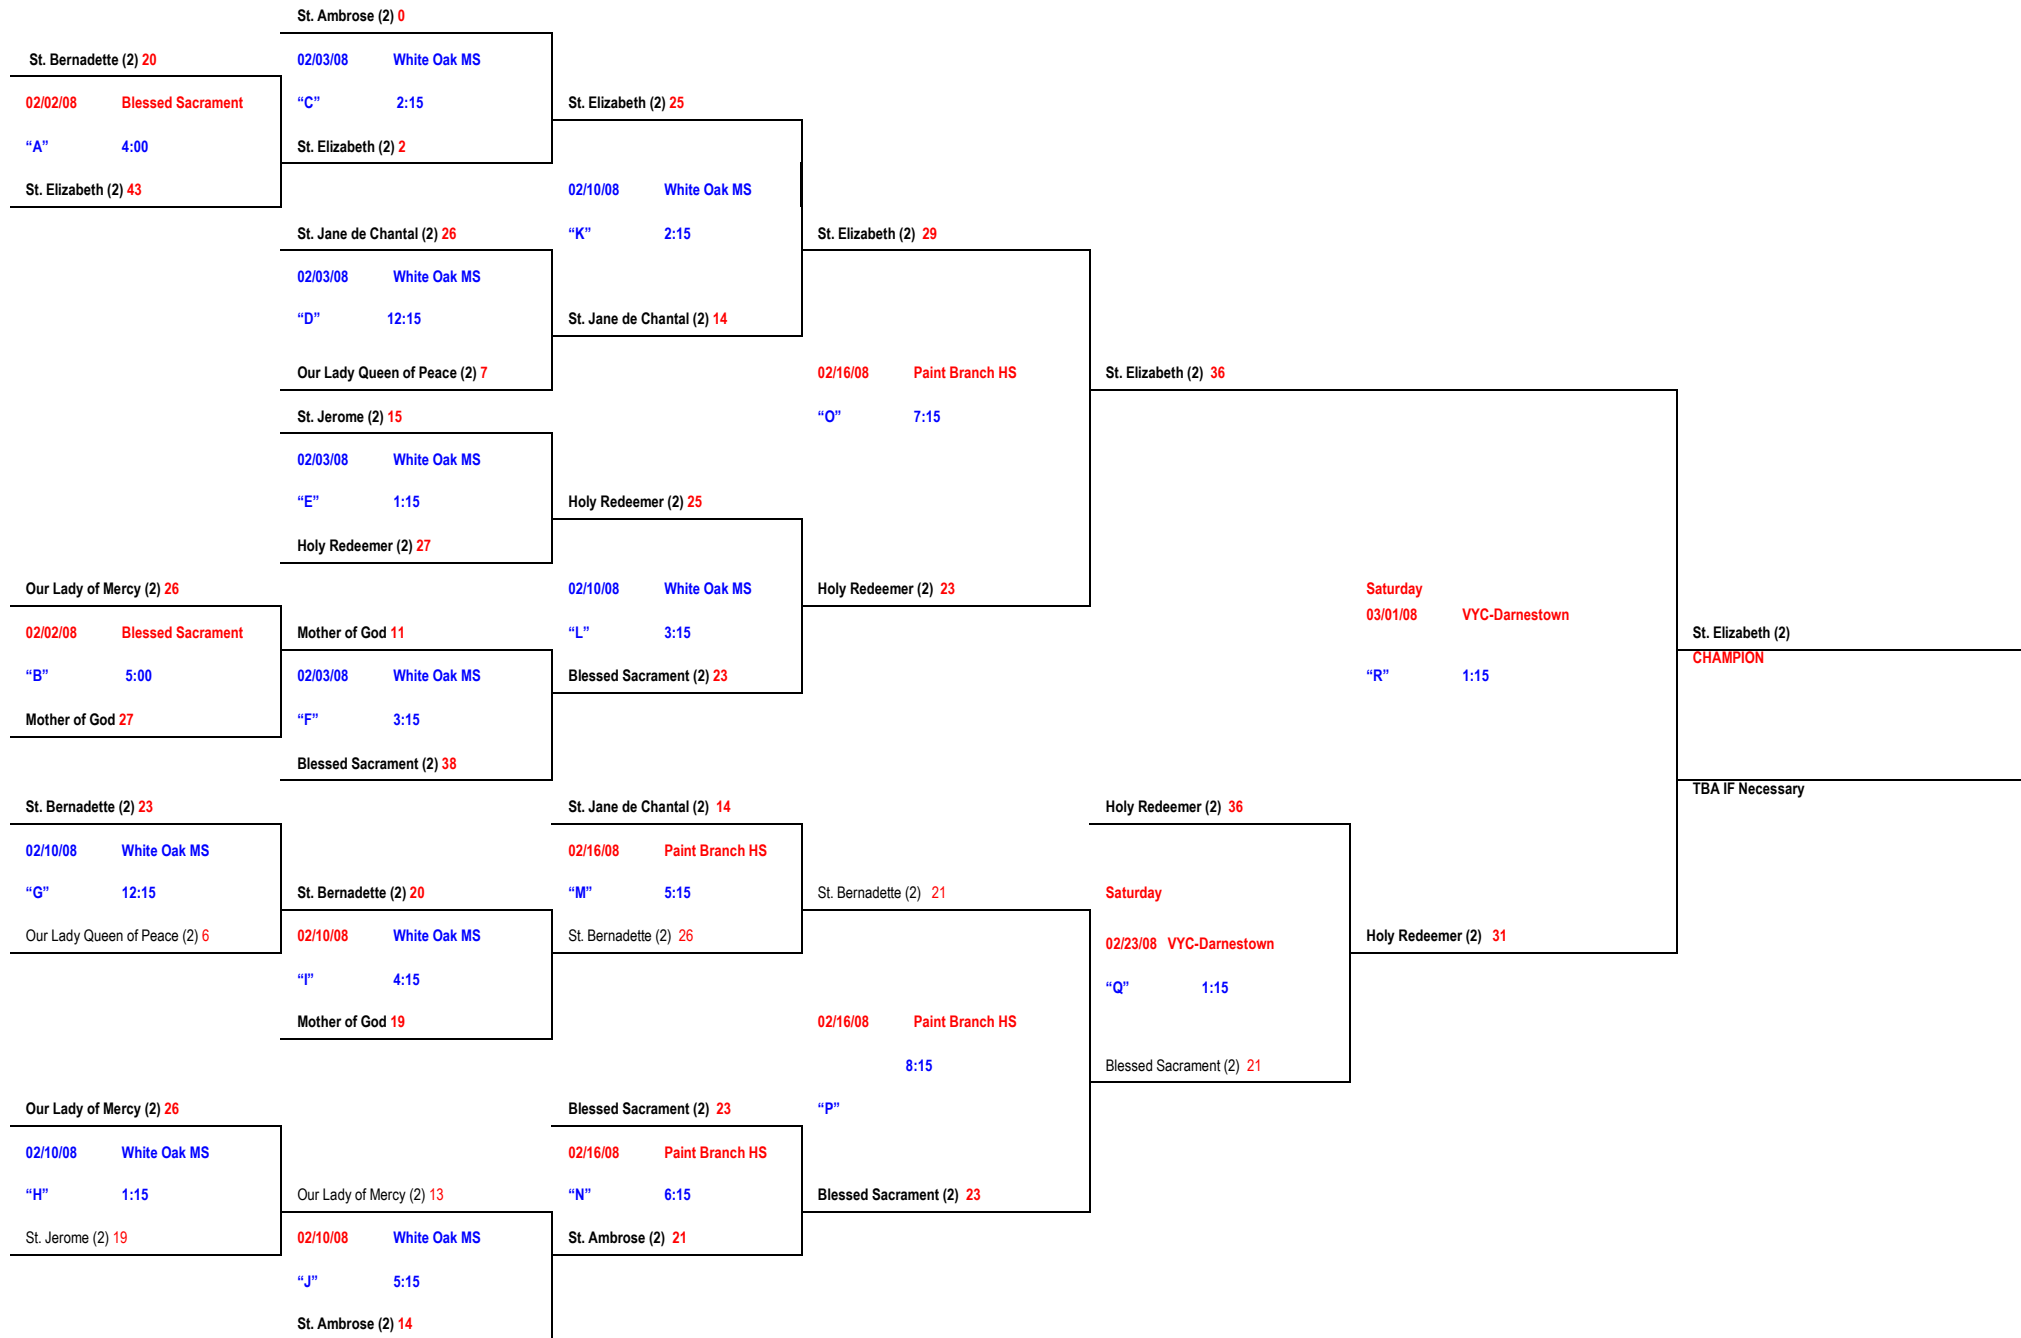 St. Ambrose (2) 0
St. Bernadette (2) 20
02/03/08 White Oak MS
02/02/08 Blessed Sacrament
“C” 2:15
St. Elizabeth (2) 25
“A” 4:00
St. Elizabeth (2) 2
St. Elizabeth (2) 43
02/10/08 White Oak MS
St. Jane de Chantal (2) 26
“K” 2:15
St. Elizabeth (2) 29
02/03/08 White Oak MS
“D” 12:15
St. Jane de Chantal (2) 14
Our Lady Queen of Peace (2) 7
02/16/08 Paint Branch HS
St. Elizabeth (2) 36
St. Jerome (2) 15
“O” 7:15
02/03/08 White Oak MS
“E” 1:15
Holy Redeemer (2) 25
Holy Redeemer (2) 27
Our Lady of Mercy (2) 26
02/10/08 White Oak MS
Holy Redeemer (2) 23
Saturday
03/01/08 VYC-Darnestown
02/02/08 Blessed Sacrament
Mother of God 11
“L” 3:15
St. Elizabeth (2)
CHAMPION
“B” 5:00
02/03/08 White Oak MS
Blessed Sacrament (2) 23
“R” 1:15
Mother of God 27
“F” 3:15
Blessed Sacrament (2) 38
TBA IF Necessary
St. Bernadette (2) 23
St. Jane de Chantal (2) 14
Holy Redeemer (2) 36
02/10/08 White Oak MS
02/16/08 Paint Branch HS
“G” 12:15
St. Bernadette (2) 20
“M” 5:15
St. Bernadette (2) 21
Saturday
Our Lady Queen of Peace (2) 6
02/10/08 White Oak MS
St. Bernadette (2) 26
02/23/08 VYC-Darnestown
Holy Redeemer (2) 31
“I” 4:15
“Q” 1:15
Mother of God 19
02/16/08 Paint Branch HS
8:15
Blessed Sacrament (2) 21
Our Lady of Mercy (2) 26
Blessed Sacrament (2) 23
“P”
02/10/08 White Oak MS
02/16/08 Paint Branch HS
“H” 1:15
Our Lady of Mercy (2) 13
“N” 6:15
Blessed Sacrament (2) 23
St. Jerome (2) 19
02/10/08 White Oak MS
St. Ambrose (2) 21
“J” 5:15
St. Ambrose (2) 14